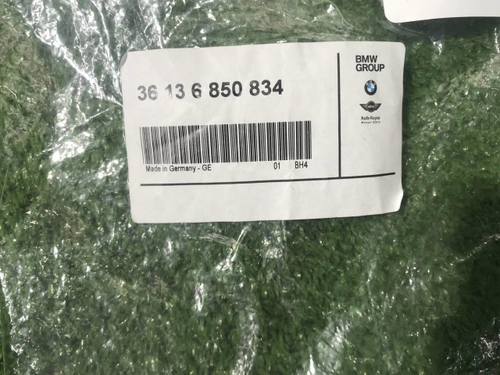 36 13 6 850 834
BMW
GROUP
Made in Germany - GE
01
BH4